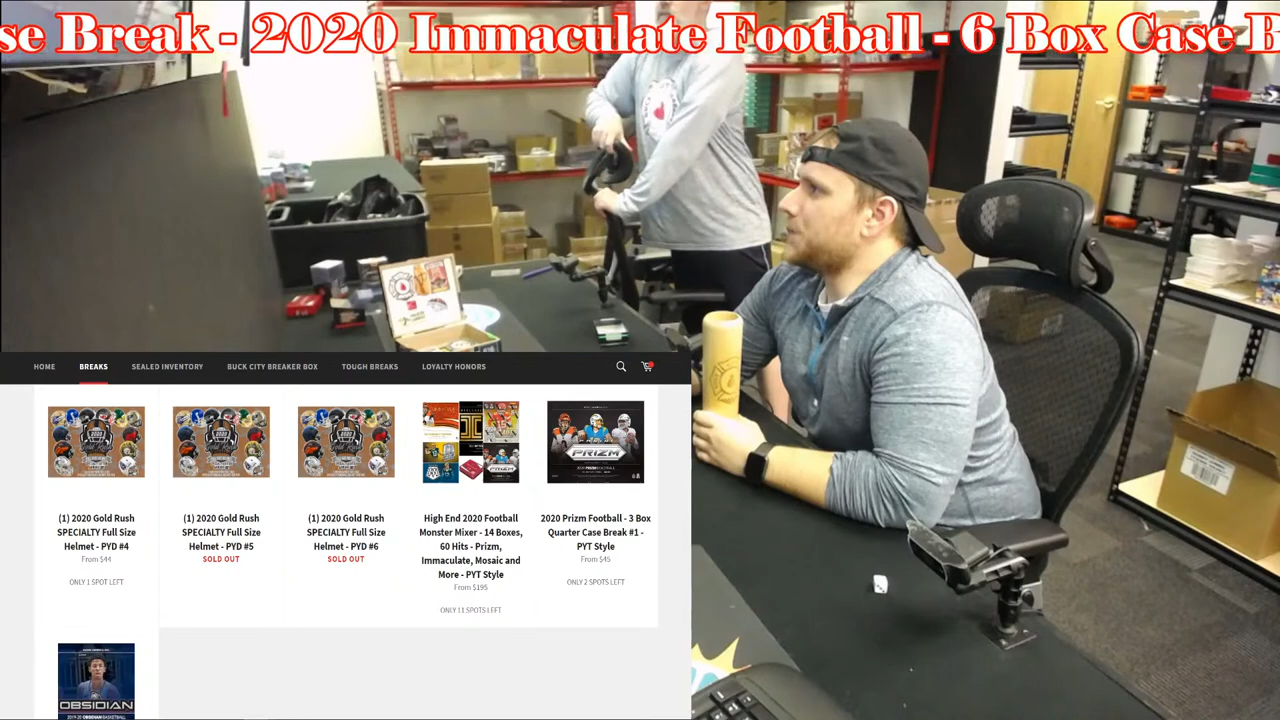 se Break - 2020 Immaculate Football - 6 Box Case B
HOME BREAKS SEALED INVENTORY BUCK CITY BREAKER BOX TOUGH BREAKS LOYALTY HONORS
(1) 2020 Gold Rush
SPECIALTY Full Size
Helmet - PYD #4
From $44
ONLY 1 SPOT LEFT
(1) 2020 Gold Rush
SPECIALTY Full Size
Helmet - PYD #5
SOLD OUT
(1) 2020 Gold Rush
SPECIALTY Full Size
Helmet - PYD #6
SOLD OUT
High End 2020 Football
Monster Mixer - 14 Boxes,
60 Hits - Prizm,
Immaculate, Mosaic and
More - PYT Style
From $195
ONLY 11 SPOTS LEFT
PRIZM
2020 Prizm Football - 3 Box
Quarter Case Break #1 -
PYT Style
From $45
ONLY 2 SPOTS LEFT
OBSIDIAN
2019-20 OBSIDIAN BASKETBALL